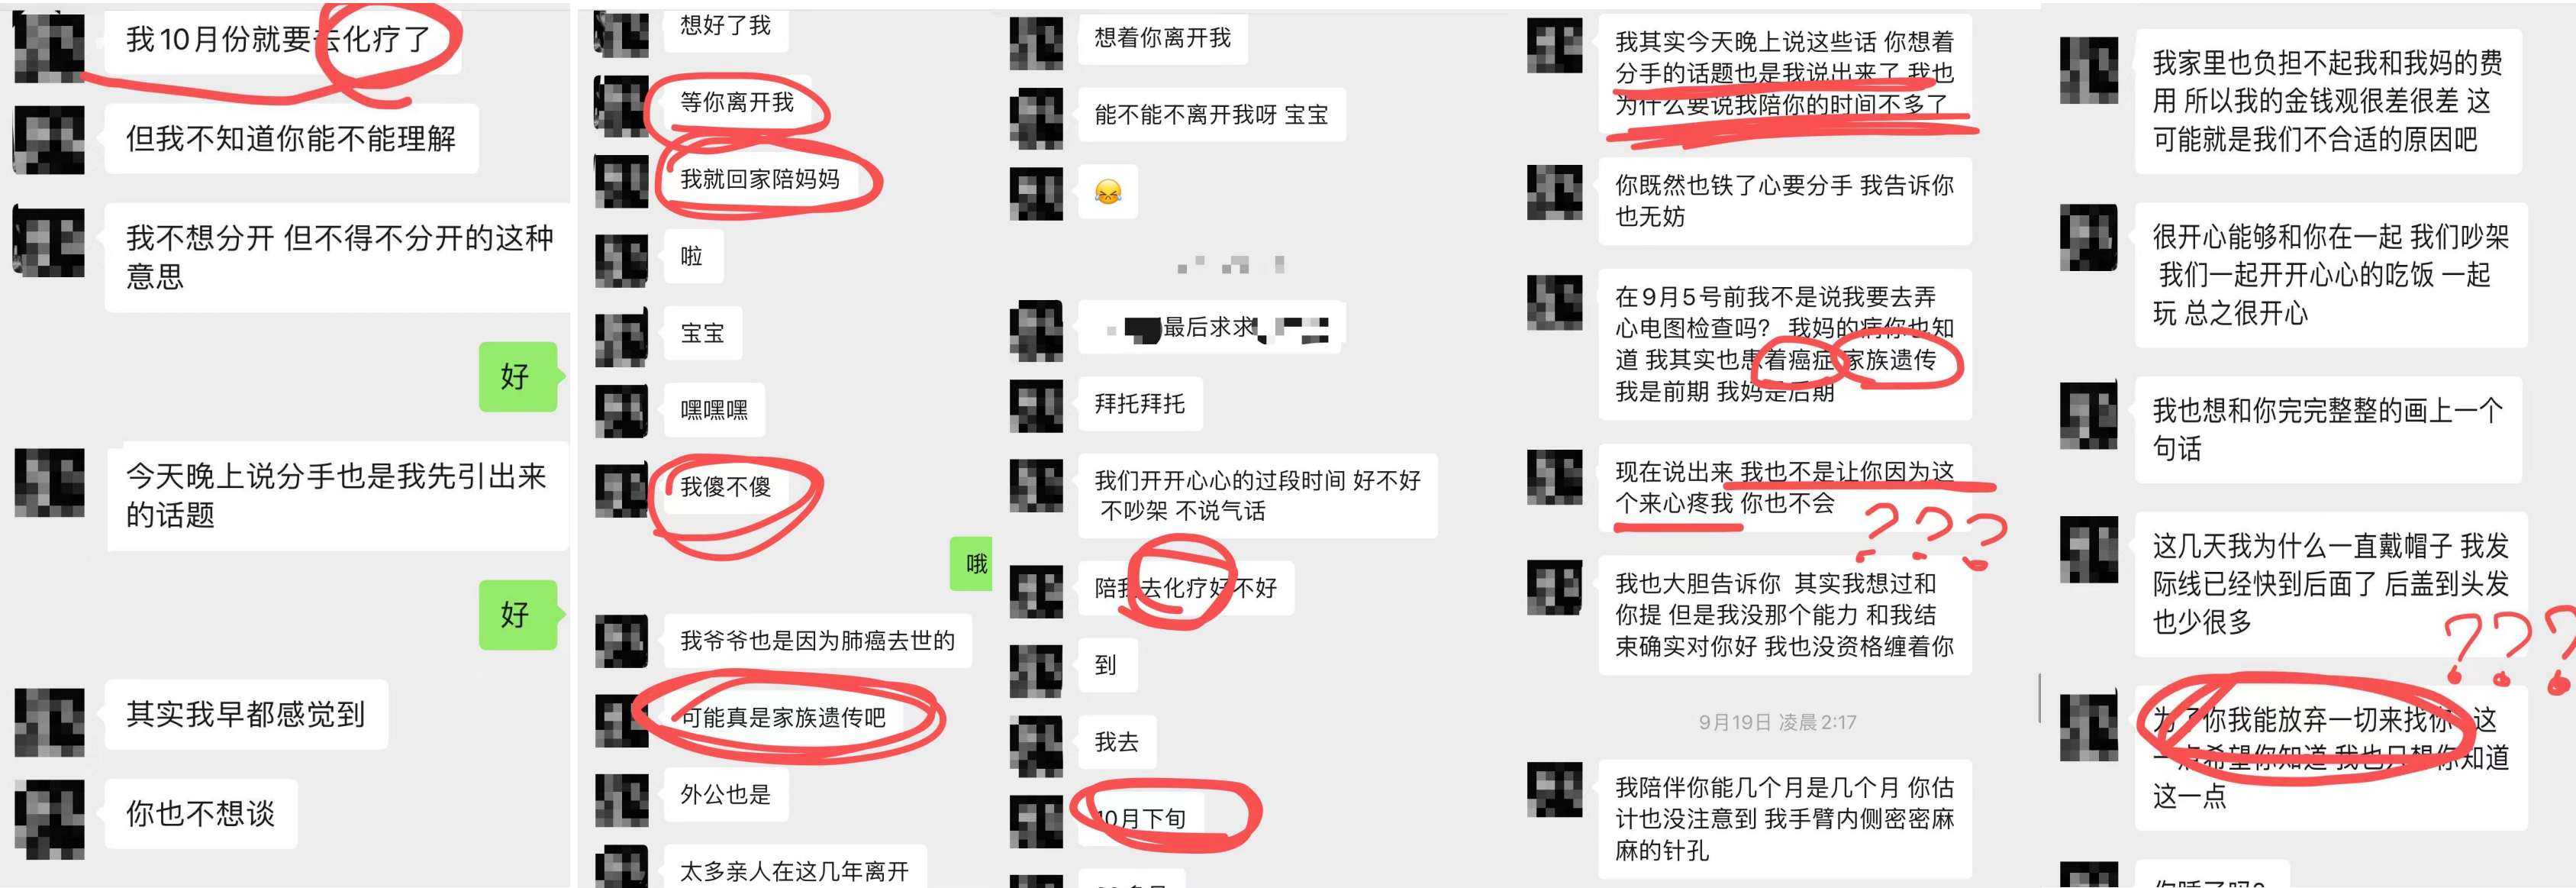 我10月份就要去化疗了
但我不知道你能不能理解
我不想分开 但不得不分开的这种
意思
好
今天晚上说分手也是我先引出来
的话题
好
其实我早都感觉到
你也不想谈
想好了我
等你离开我
我就回家陪妈妈
啦
宝宝
嘿嘿嘿
我傻不傻
哦
我爷爷也是因为肺癌去世的
可能真是家族遗传吧
外公也是
太多亲人在这几年离开
想着你离开我
能不能不离开我呀 宝宝
最后求求
拜托拜托
我们开开心心的过段时间 好不好
不吵架 不说气话
陪我去化疗好不好
到
我去
10月下旬
我其实今天晚上说这些话 你想着
分手的话题也是我说出来了 我也
为什么要说我陪你的时间不多了
你既然也铁了心要分手 我告诉你
也无妨
在9月5号前我不是说我要去弄
心电图检查吗? 我妈的病你也知
道 我其实也患着癌症 家族遗传
我是前期 我妈是后期
现在说出来 我也不是让你因为这
个来心疼我 你也不会
???
我也大胆告诉你 其实我想过和
你提 但是我没那个能力 和我结
束确实对你好 我也没资格缠着你
9月19日 凌晨2:17
我陪伴你能几个月是几个月 你估
计也没注意到 我手臂内侧密密麻
麻的针孔
我家里也负担不起我和我妈的费
用 所以我的金钱观很差很差 这
可能就是我们不合适的原因吧
很开心能够和你在一起 我们吵架
我们一起开开心心的吃饭 一起
玩 总之很开心
我也想和你完完整整的画上一个
句话
这几天我为什么一直戴帽子 我发
际线已经快到后面了 后盖到头发
也少很多
???
为了你我能放弃一切来找你 这
一点希望你知道 我也只想你知道
这一点